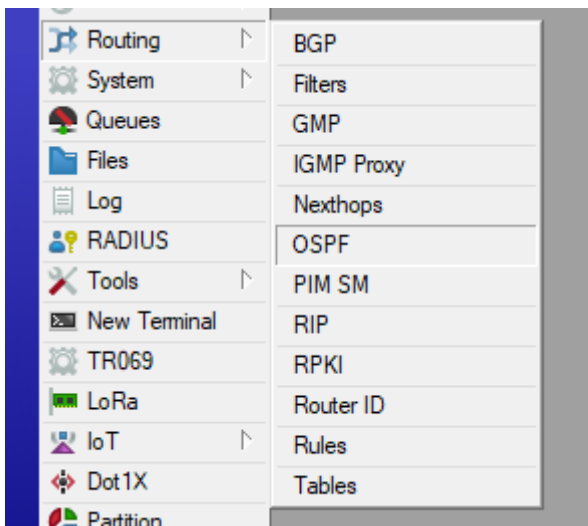 Routing
System
Queues
Files
Log
RADIUS
Tools
New Terminal
TR069
LoRa
IoT
Dot1X
Partition
BGP
Filters
GMP
IGMP Proxy
Nexthops
OSPF
PIM SM
RIP
RPKI
Router ID
Rules
Tables